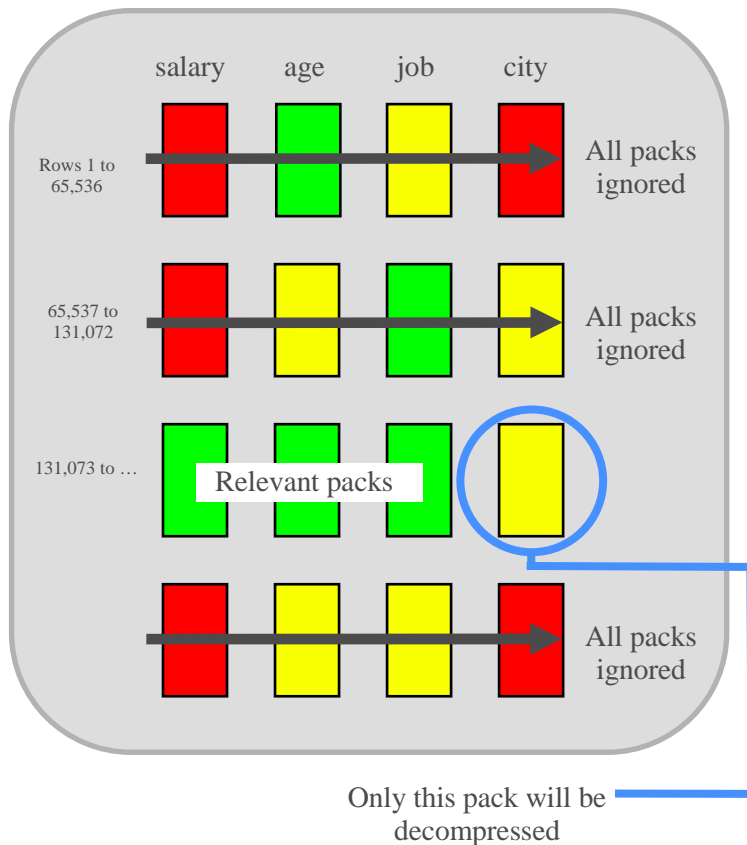 salary age job city
Rows 1 to
65,536
All packs
ignored
65,537 to
131,072
All packs
ignored
131,073 to …
Relevant packs
All packs
ignored
Only this pack will be
decompressed